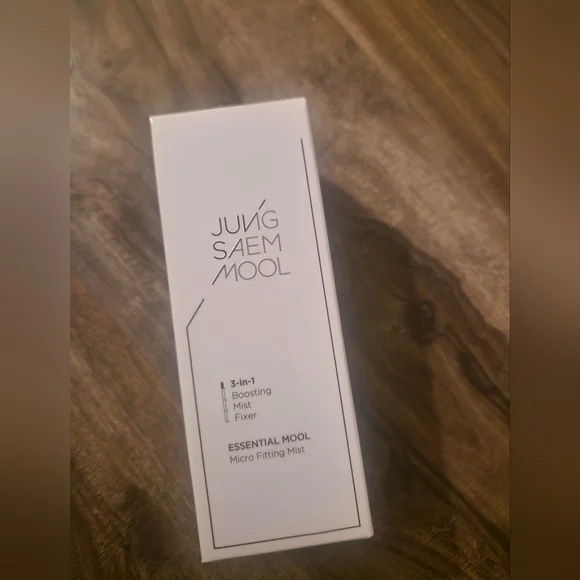 JUNG
SAEM
MOOL
3-in-1
Boosting
Mist
Fixer
ESSENTIAL MOOL
Micro Fitting Mist